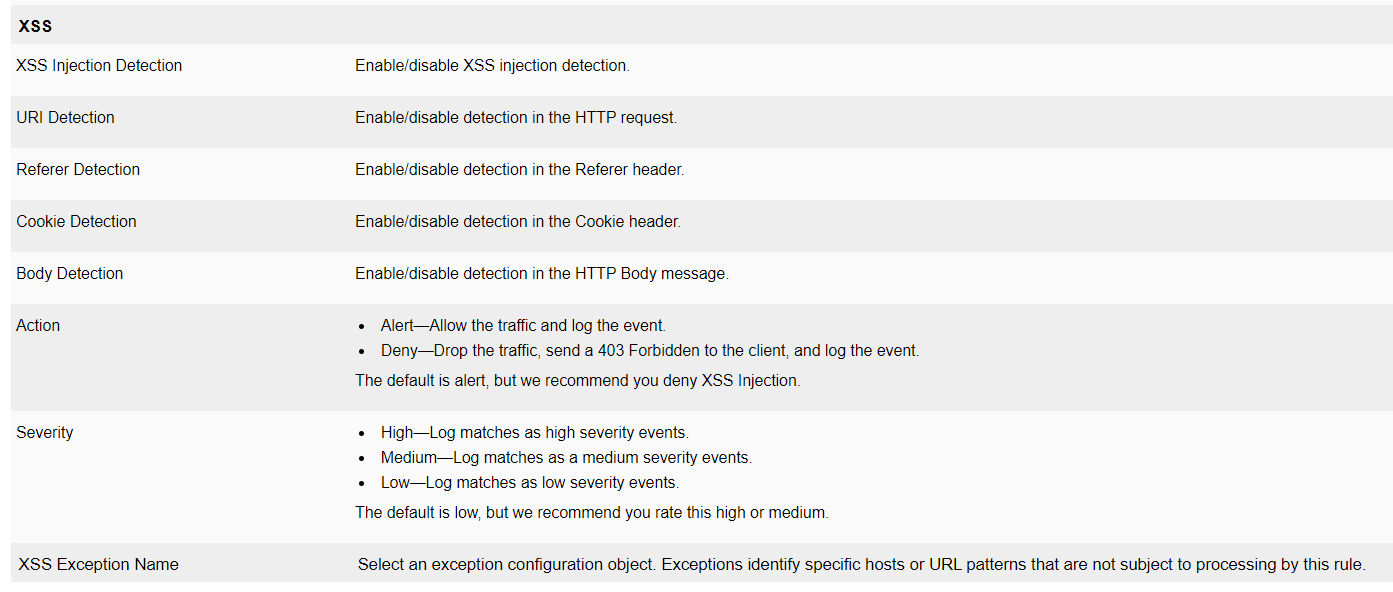 XSS
XSS Injection Detection Enable/disable XSS injection detection.
URI Detection Enable/disable detection in the HTTP request.
Referer Detection Enable/disable detection in the Referer header.
Cookie Detection Enable/disable detection in the Cookie header.
Body Detection Enable/disable detection in the HTTP Body message.
Action • Alert—Allow the traffic and log the event.
• Deny—Drop the traffic, send a 403 Forbidden to the client, and log the event.
The default is alert, but we recommend you deny XSS Injection.
Severity • High—Log matches as high severity events.
• Medium—Log matches as a medium severity events.
• Low—Log matches as low severity events.
The default is low, but we recommend you rate this high or medium.
XSS Exception Name Select an exception configuration object. Exceptions identify specific hosts or URL patterns that are not subject to processing by this rule.